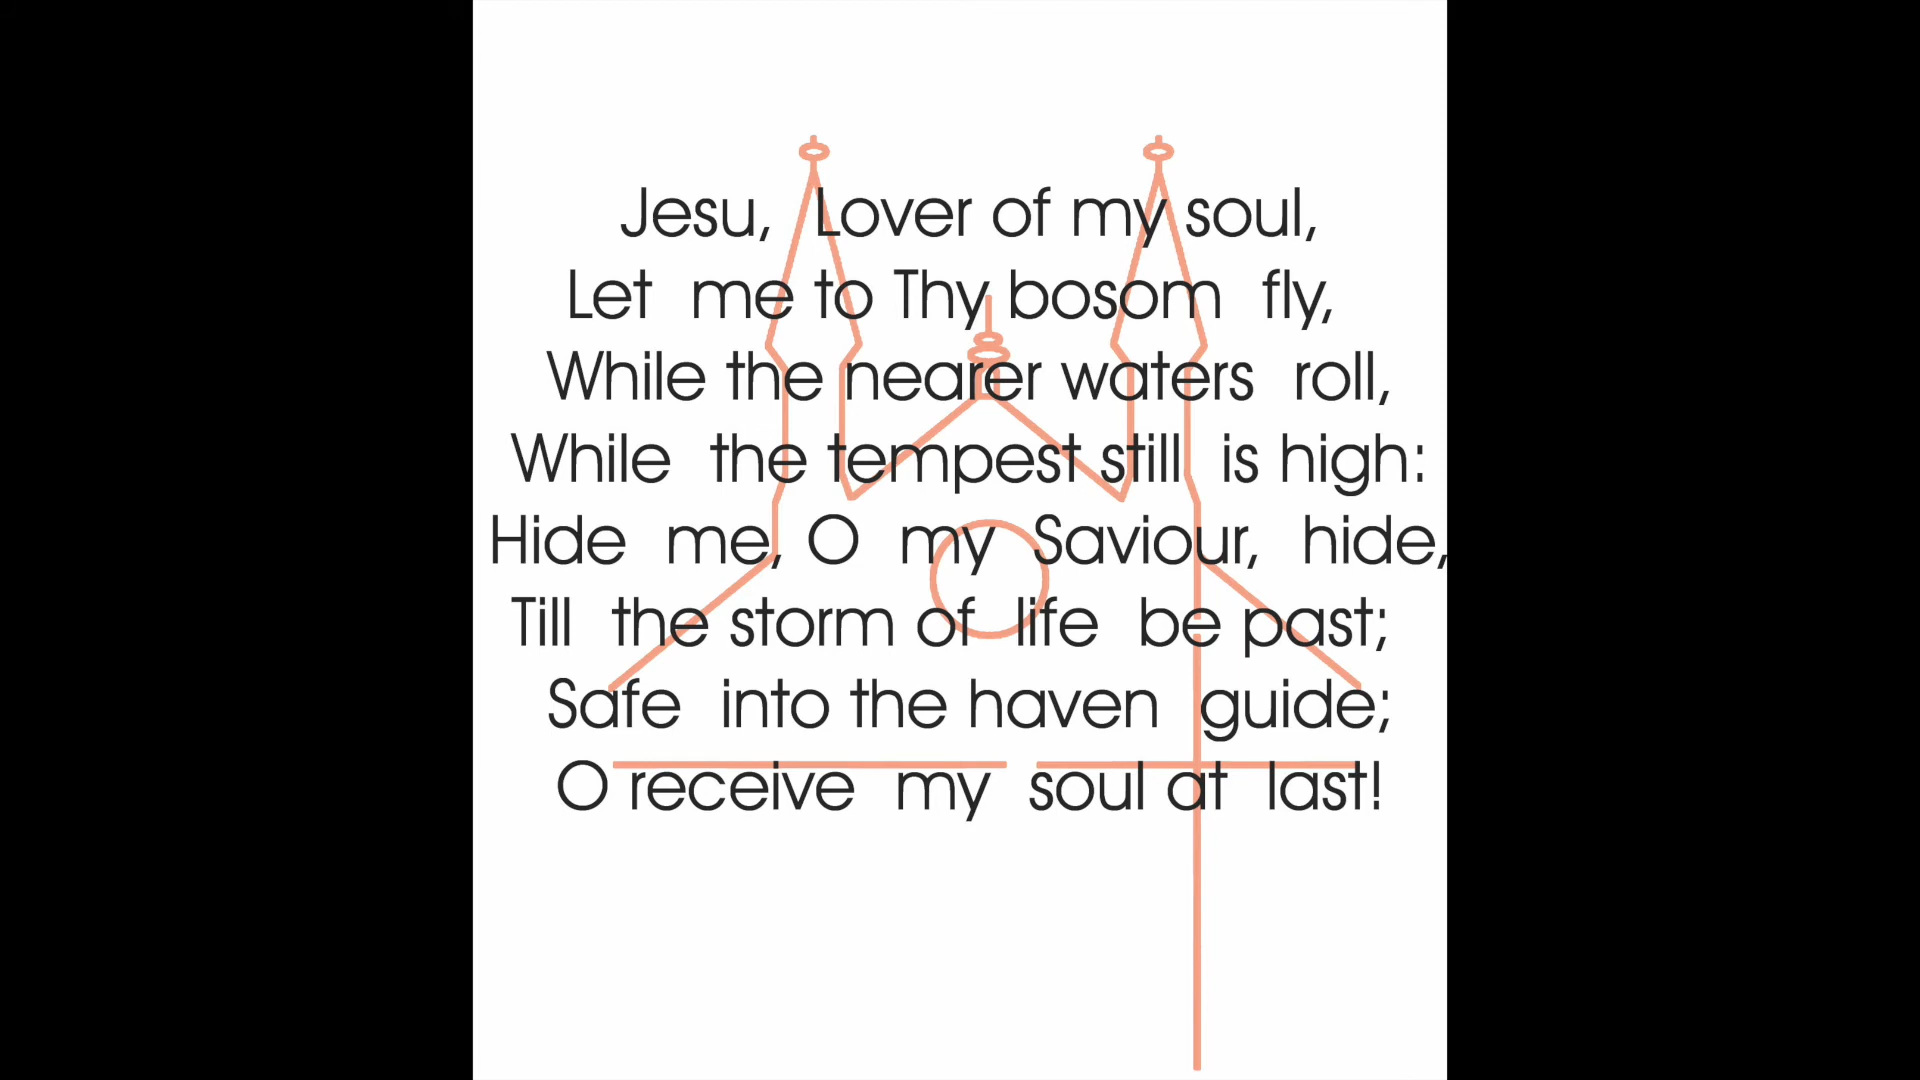 Jesu, Lover of my soul,
Let me to Thy bosom fly,
While the nearer waters roll,
While the tempest still is high:
Hide me, O my Saviour, hide,
Till the storm of life be past;
Safe into the haven guide;
O receive my soul at last!